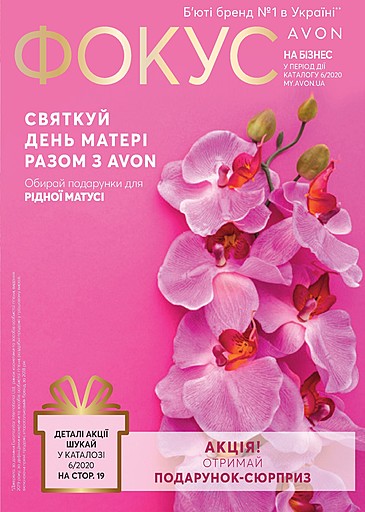 Б'юті бренд №1 в Україні**
ФОКУС
AVON
НА БІЗНЕС
У ПЕРІОД ДІЇ
КАТАЛОГУ 6/2020
MY.AVON.UA
СВЯТКУЙ
ДЕНЬ МАТЕРІ
РАЗОМ З AVON
Обирай подарунки для
РІДНОЇ МАТУСІ
ДЕТАЛІ АКЦІЇ
ШУКАЙ
У КАТАЛОЗІ
6/2020
НА СТОР. 19
АКЦІЯ!
ОТРИМАЙ
ПОДАРУНОК-СЮРПРИЗ